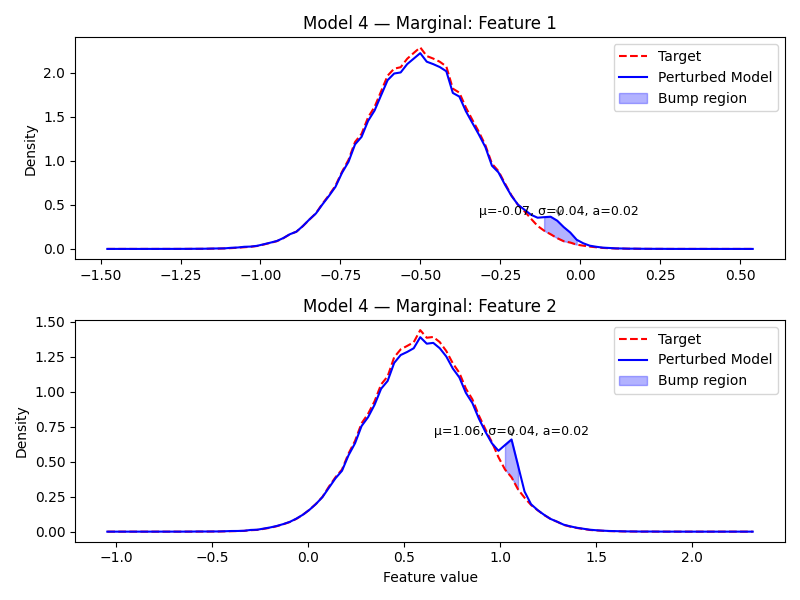 Model 4 — Marginal: Feature 1
Density
2.0
1.5
1.0
0.5
0.0
Target
Perturbed Model
Bump region
μ=-0.07, σ=0.04, a=0.02
−1.50 −1.25 −1.00 −0.75 −0.50 −0.25 0.00 0.25 0.50
Model 4 — Marginal: Feature 2
Density
1.50
1.25
1.00
0.75
0.50
0.25
0.00
Target
Perturbed Model
Bump region
μ=1.06, σ=0.04, a=0.02
−1.0 −0.5 0.0 0.5 1.0 1.5 2.0
Feature value